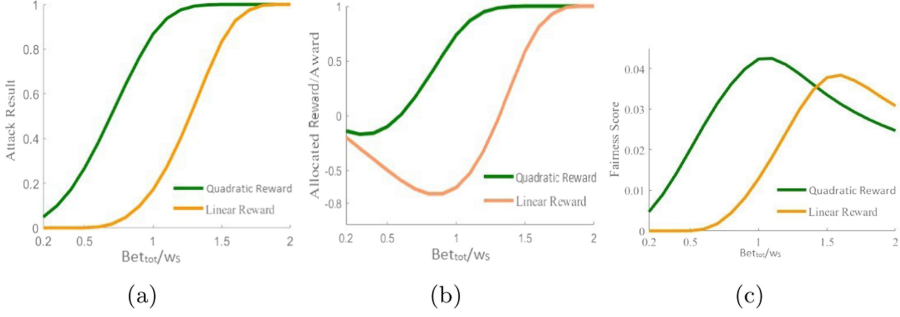 1
0.8
0.6
0.4
0.2
0
Attack Result
Quadratic Reward
Linear Reward
0.2 0.5 1 1.5 2
Bettot/wS
(a)
1
0.5
0
-0.5
-0.8
Allocated Reward/Award
Quadratic Reward
Linear Reward
0.2 0.5 1 1.5 2
Bettot/wS
(b)
0.04
0.03
0.02
0.01
0
Fairness Score
Quadratic Reward
Linear Reward
0.2 0.5 1 1.5 2
Bettot/wS
(c)